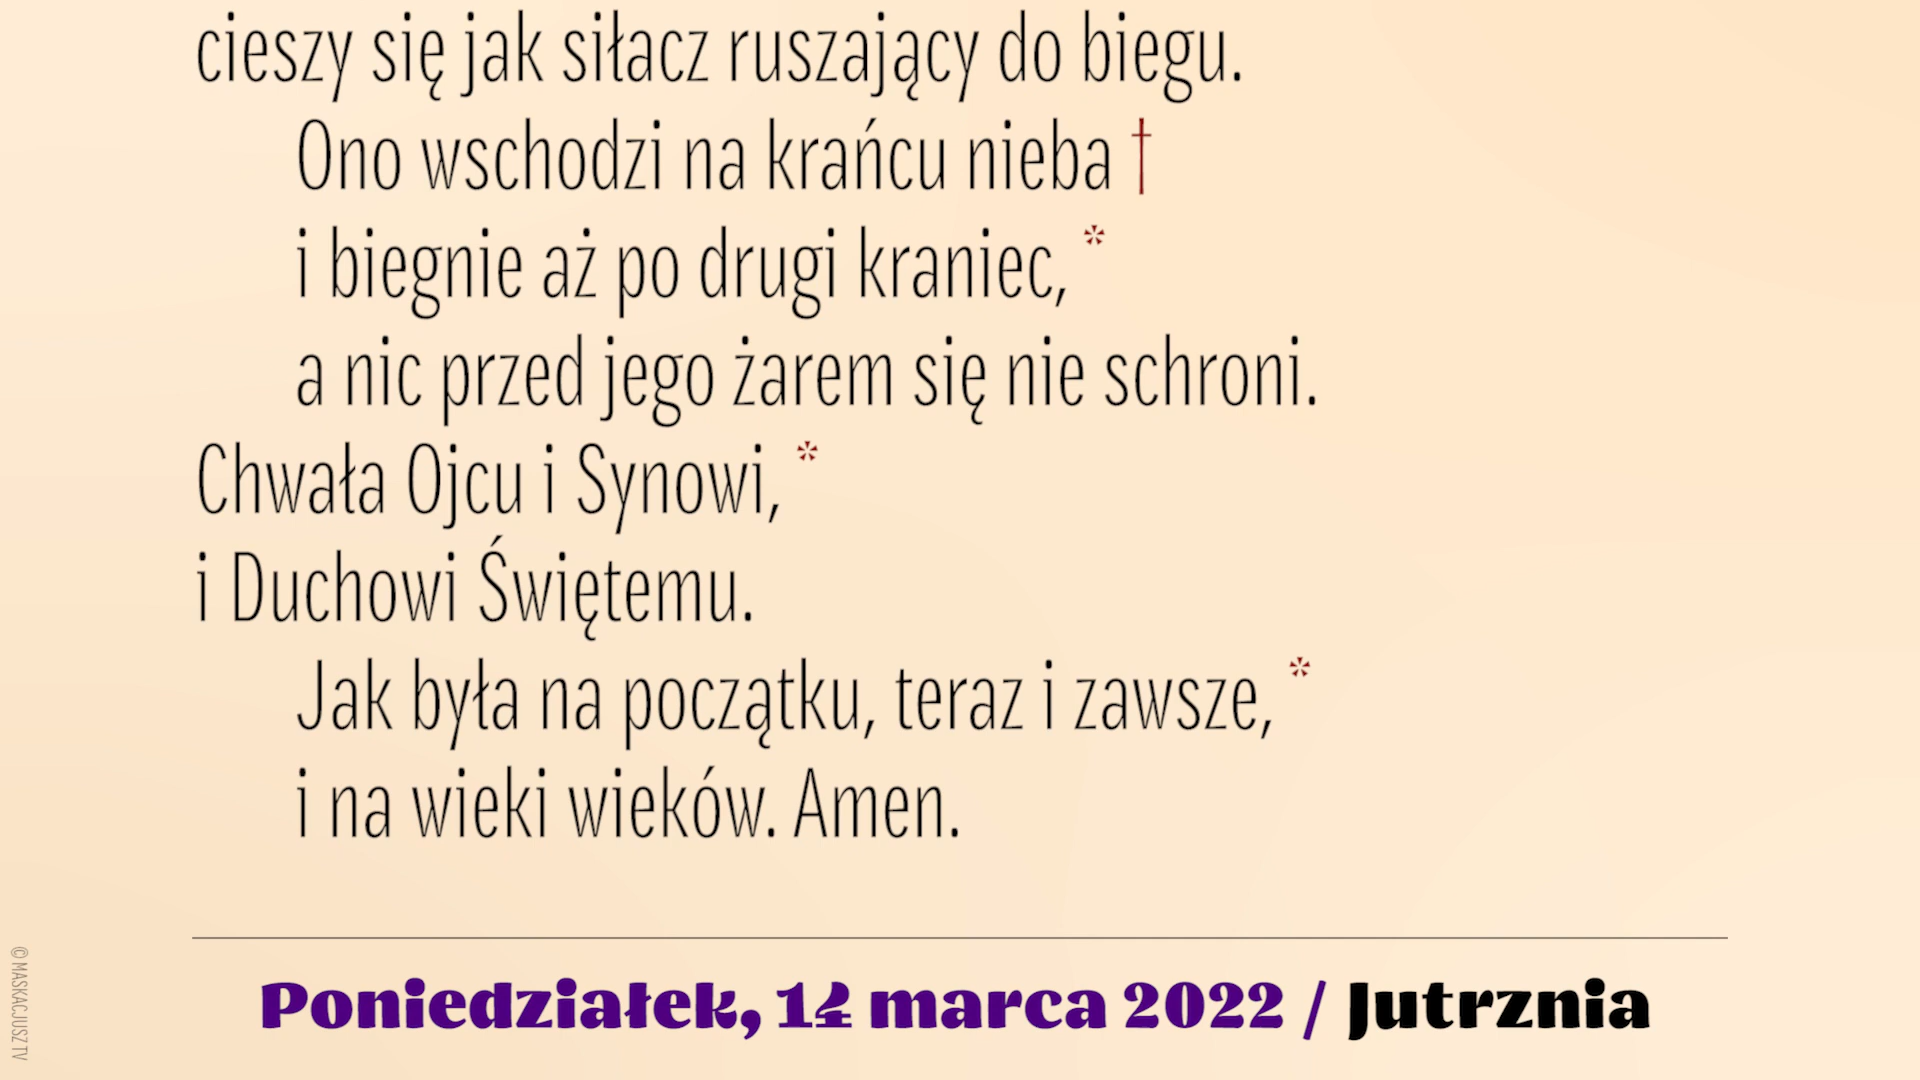 cieszy się jak siłacz ruszający do biegu.
Ono wschodzi na krańcu nieba †
i biegnie aż po drugi kraniec, *
a nic przed jego żarem się nie schroni.
Chwała Ojcu i Synowi, *
i Duchowi Świętemu.
Jak była na początku, teraz i zawsze, *
i na wieki wieków. Amen.
Poniedziałek, 14 marca 2022 / Jutrznia
© MASKACJUSZ TV